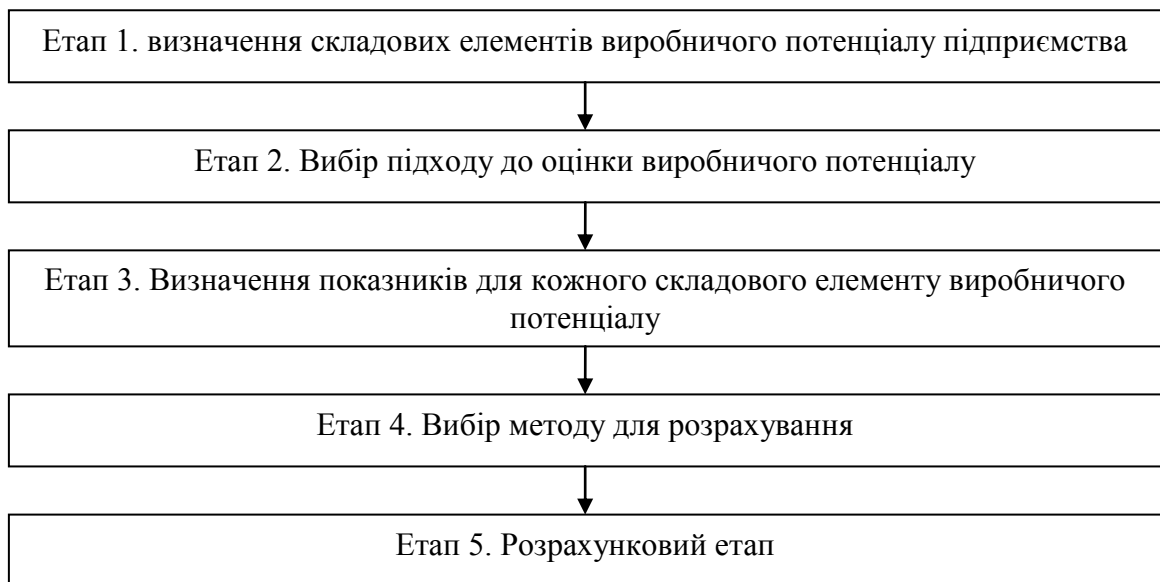 Етап 1. визначення складових елементів виробничого потенціалу підприємства
Етап 2. Вибір підходу до оцінки виробничого потенціалу
Етап 3. Визначення показників для кожного складового елементу виробничого
потенціалу
Етап 4. Вибір методу для розрахування
Етап 5. Розрахунковий етап